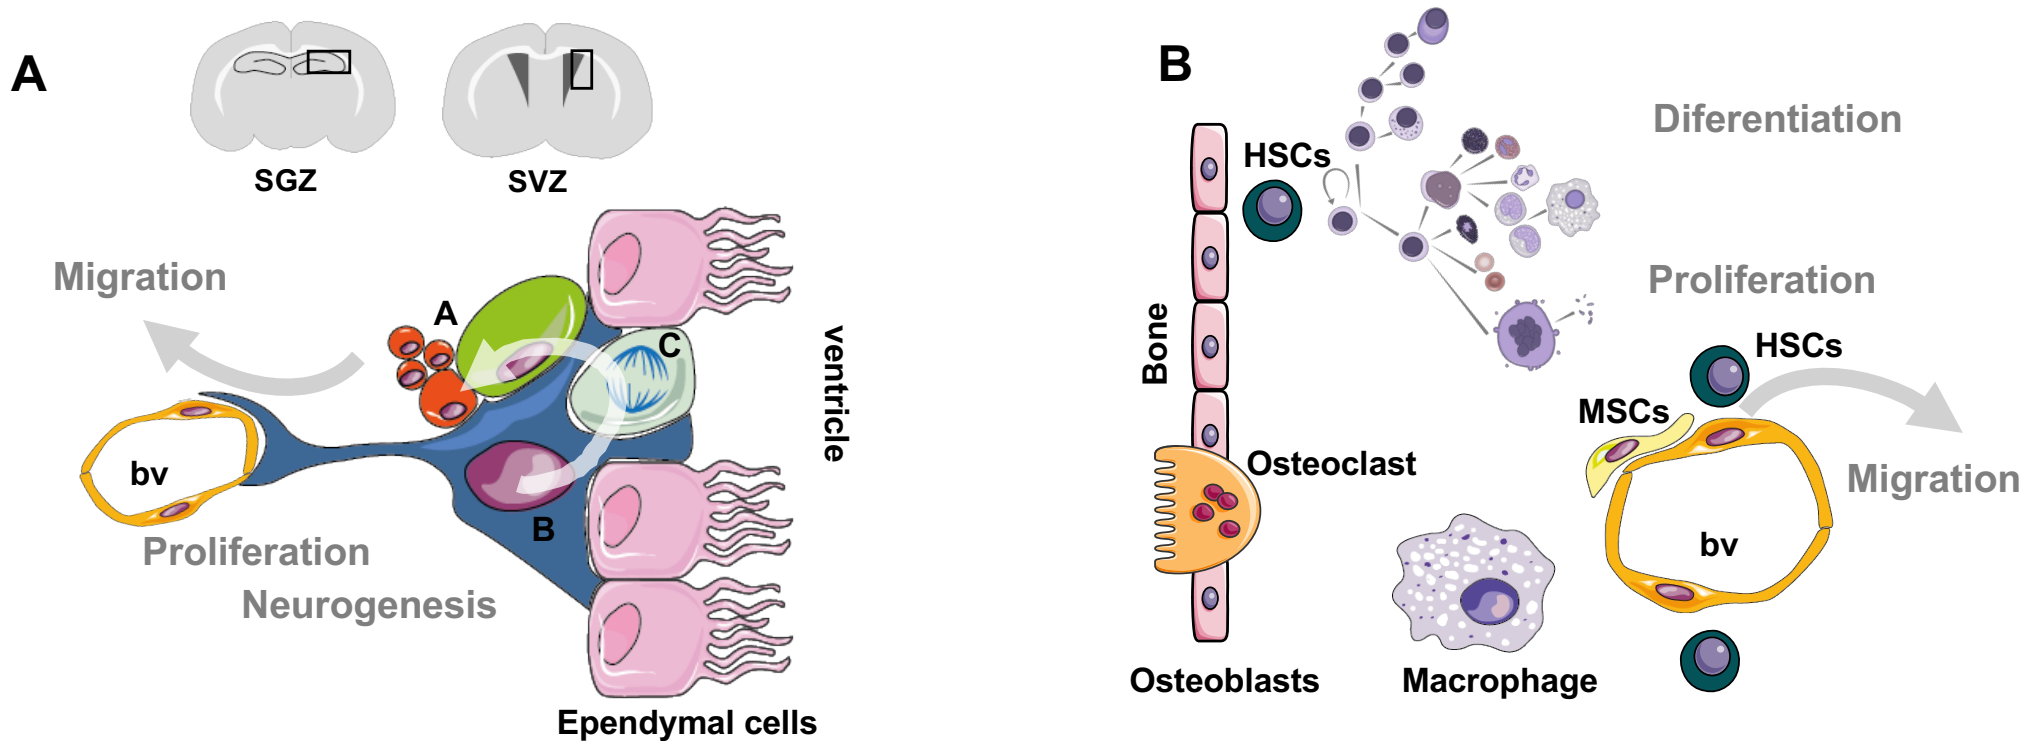 A
SGZ
SVZ
Migration
A
C
ventricle
bv
B
Proliferation
Neurogenesis
Ependymal cells
B
Diferentiation
HSCs
Proliferation
Bone
HSCs
MSCs
Osteoclast
Migration
bv
Osteoblasts
Macrophage